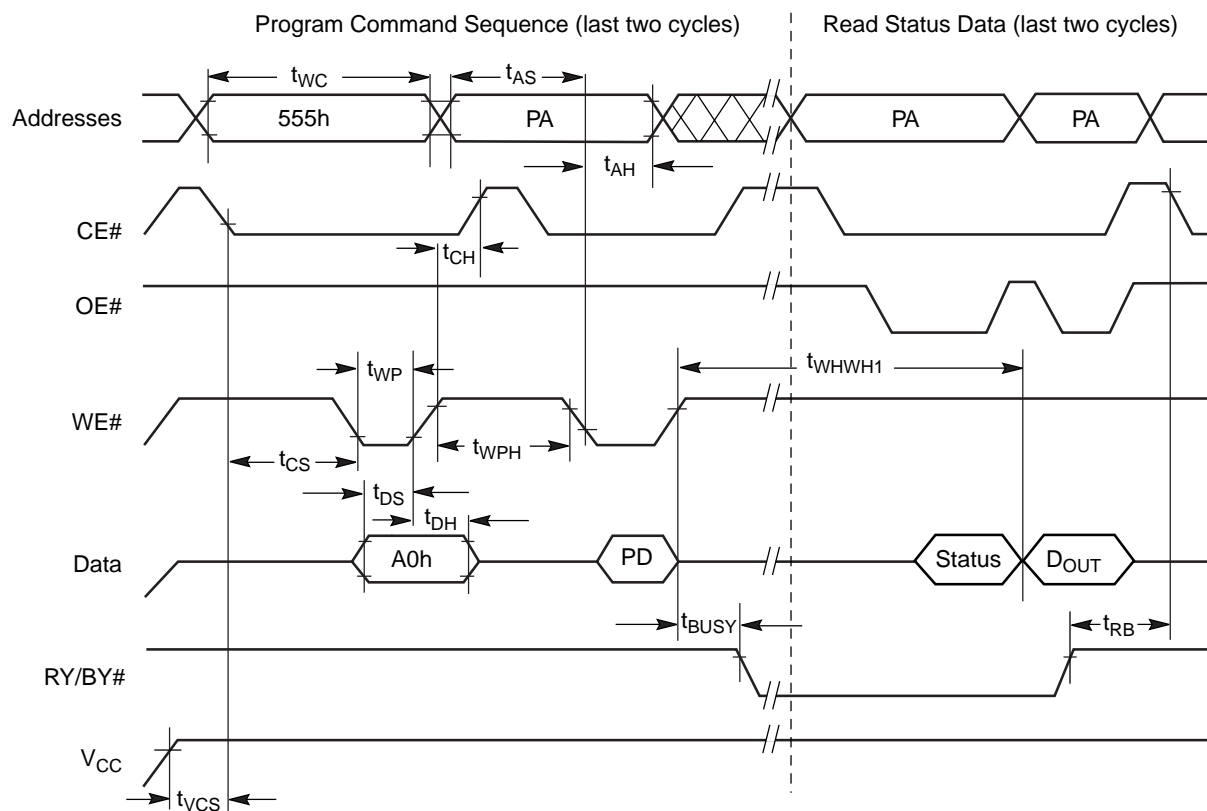 Program Command Sequence (last two cycles) Read Status Data (last two cycles)
tWC tAS
Addresses 555h PA PA PA
tAH
CE#
tCH
OE#
tWP tWHWH1
WE#
tCS tWPH
tDS
tDH
Data A0h PD Status DOUT
tBUSY tRB
RY/BY#
VCC
tVCS